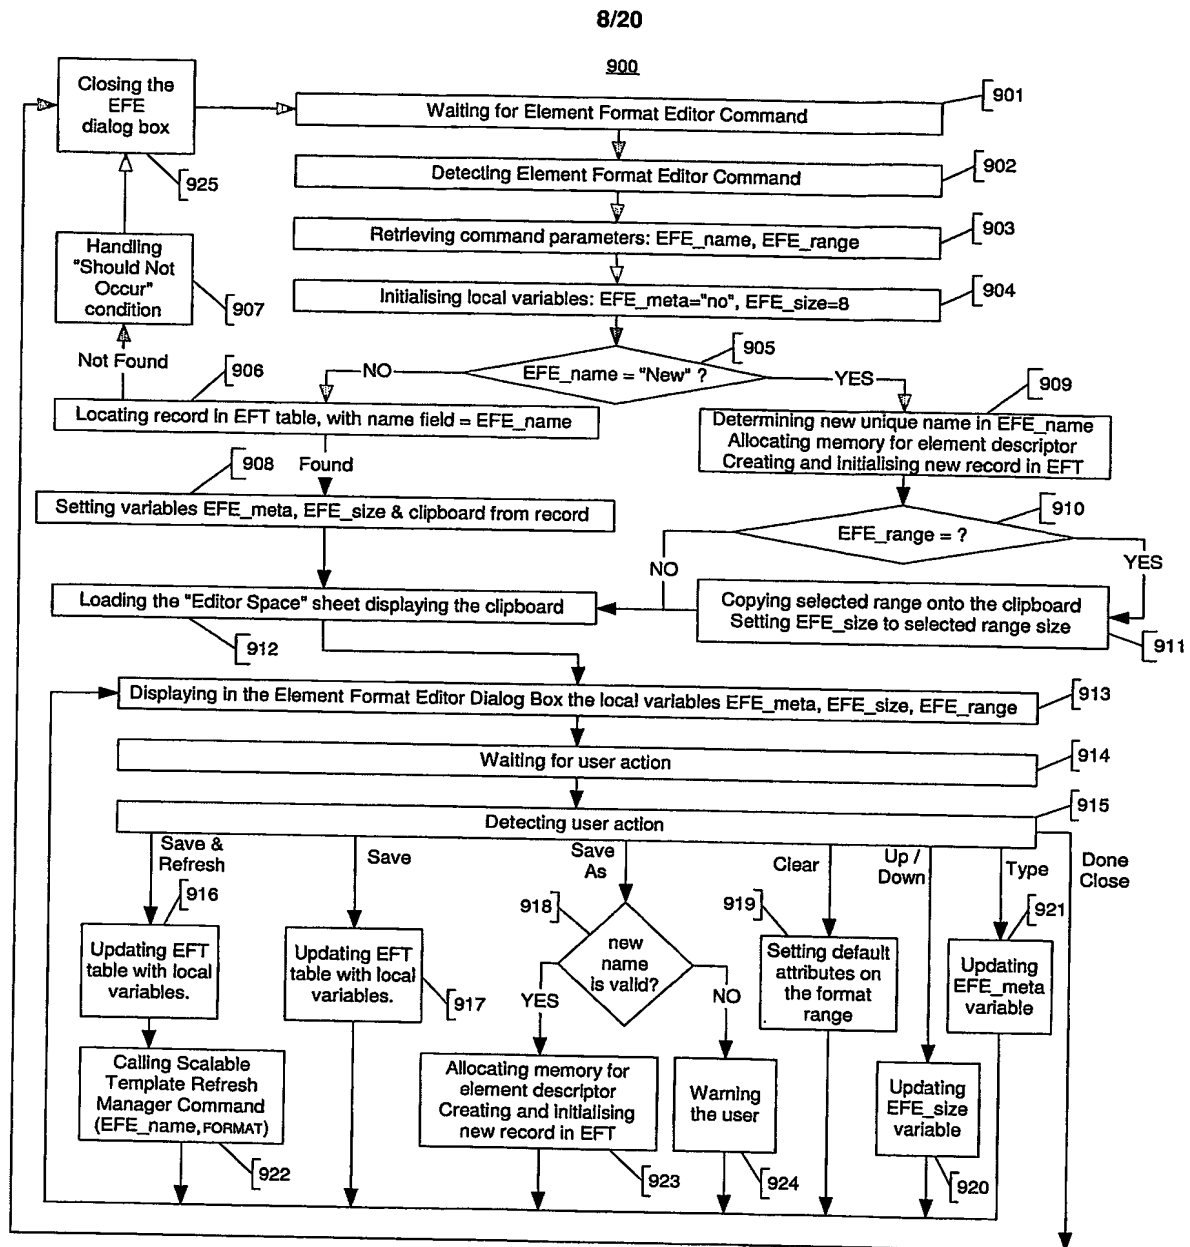 8/20
900
Closing the
EFE
dialog box
925
Waiting for Element Format Editor Command
901
Detecting Element Format Editor Command
902
Retrieving command parameters: EFE_name, EFE_range
903
Initialising local variables: EFE_meta="no", EFE_size=8
904
Handling
"Should Not
Occur"
condition
907
Not Found
906
NO
EFE_name = "New" ?
905
YES
909
Locating record in EFT table, with name field = EFE_name
Determining new unique name in EFE_name
Allocating memory for element descriptor
Creating and initialising new record in EFT
908
Found
Setting variables EFE_meta, EFE_size & clipboard from record
EFE_range = ?
910
NO
YES
Loading the "Editor Space" sheet displaying the clipboard
912
Copying selected range onto the clipboard
Setting EFE_size to selected range size
911
Displaying in the Element Format Editor Dialog Box the local variables EFE_meta, EFE_size, EFE_range
913
Waiting for user action
914
Detecting user action
915
Save &
Refresh
Save
Save
As
Clear
Up /
Down
Type
Done
Close
916
918
919
921
Updating EFT
table with local
variables.
Updating EFT
table with local
variables.
917
new
name
is valid?
YES
NO
Setting default
attributes on
the format
range
Updating
EFE_meta
variable
Calling Scalable
Template Refresh
Manager Command
(EFE_name, FORMAT)
922
Allocating memory for
element descriptor
Creating and initialising
new record in EFT
923
Warning
the user
924
Updating
EFE_size
variable
920